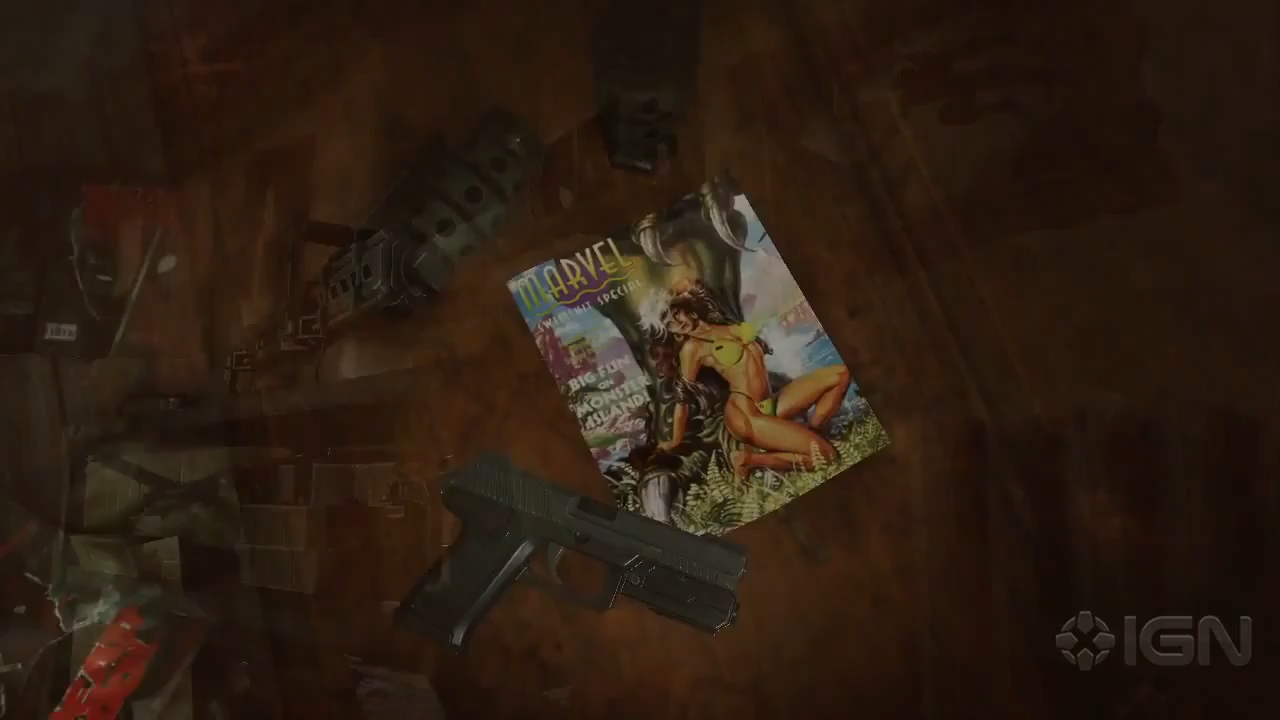 MARVEL
SWIMSUIT SPECIAL
BIG FUN
ON
MONSTER
ISLAND!
IGN